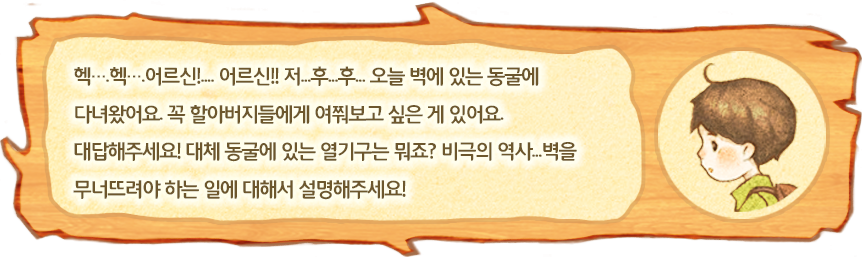 헥….헥….어르신!.... 어르신!! 저...후...후... 오늘 벽에 있는 동굴에
다녀왔어요. 꼭 할아버지들에게 여쭤보고 싶은 게 있어요.
대답해주세요! 대체 동굴에 있는 열기구는 뭐죠? 비극의 역사...벽을
무너뜨려야 하는 일에 대해서 설명해주세요!